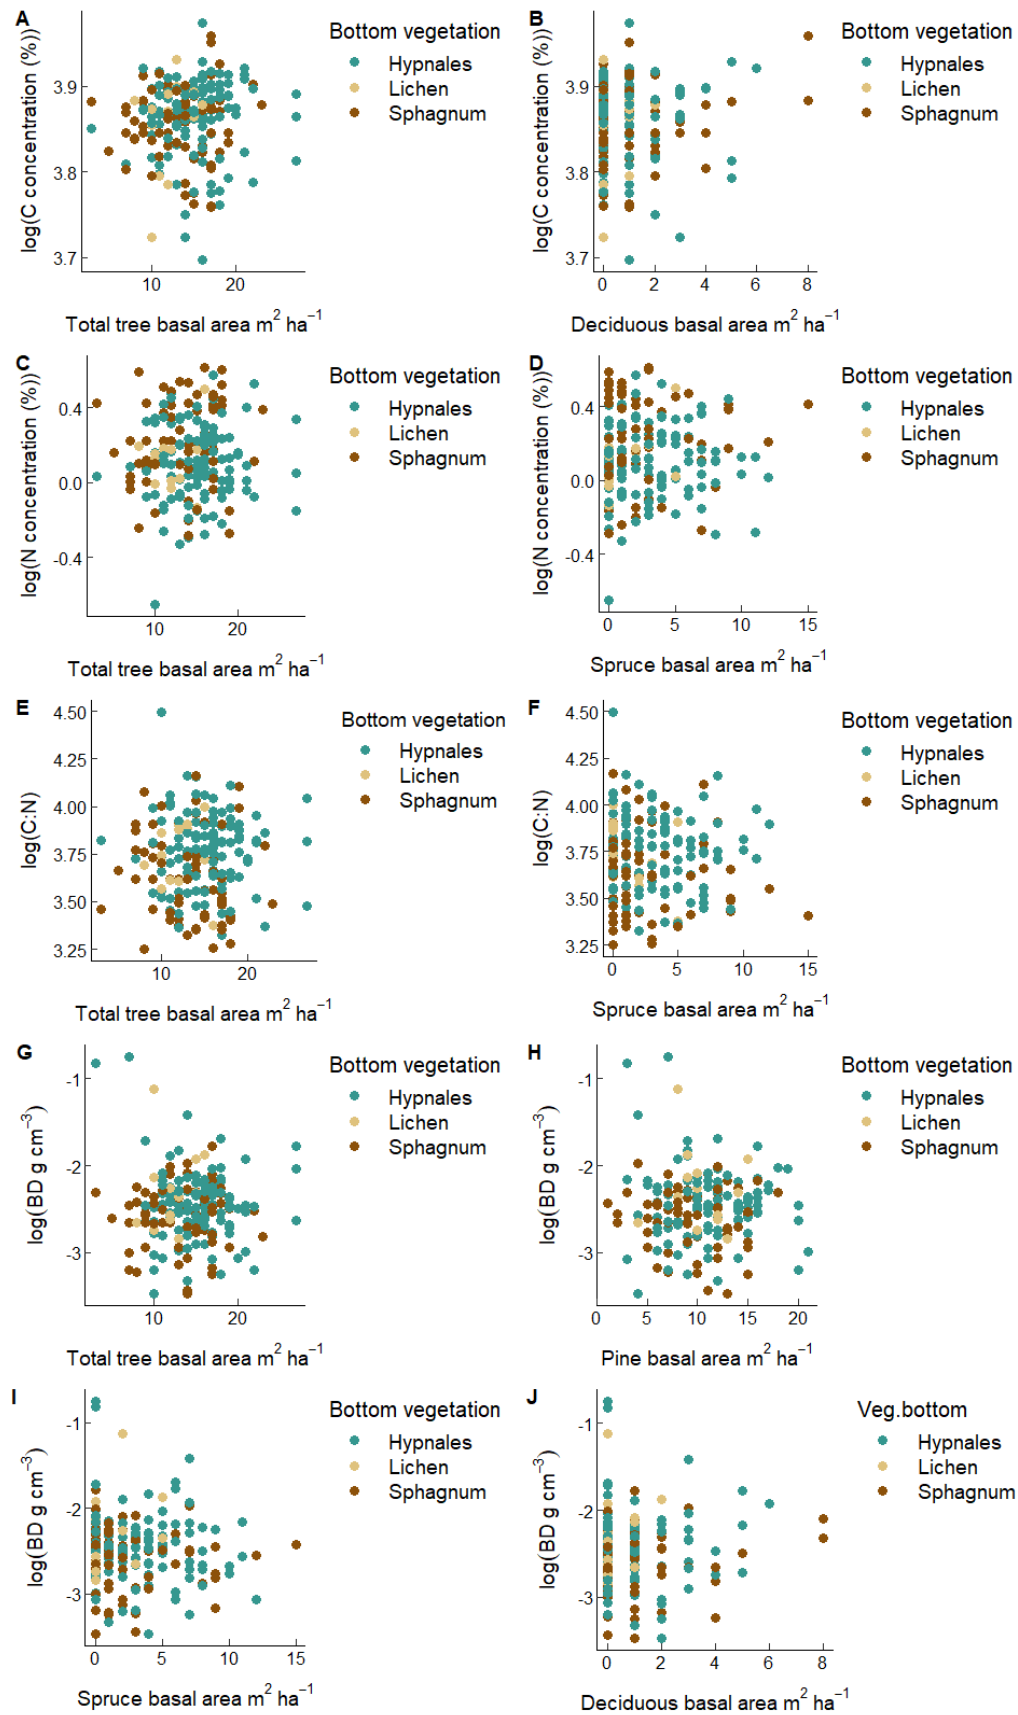 A
log(C concentration (%))
3.9
3.8
3.7
10 20
Total tree basal area m² ha⁻¹
Bottom vegetation
Hypnales
Lichen
Sphagnum
B
log(C concentration (%))
3.9
3.8
3.7
0 2 4 6 8
Deciduous basal area m² ha⁻¹
Bottom vegetation
Hypnales
Lichen
Sphagnum
C
log(N concentration (%))
0.4
0.0
-0.4
10 20
Total tree basal area m² ha⁻¹
Bottom vegetation
Hypnales
Lichen
Sphagnum
D
log(N concentration (%))
0.4
0.0
-0.4
0 5 10 15
Spruce basal area m² ha⁻¹
Bottom vegetation
Hypnales
Lichen
Sphagnum
E
log(C:N)
4.50
4.25
4.00
3.75
3.50
3.25
10 20
Total tree basal area m² ha⁻¹
Bottom vegetation
Hypnales
Lichen
Sphagnum
F
log(C:N)
4.50
4.25
4.00
3.75
3.50
3.25
0 5 10 15
Spruce basal area m² ha⁻¹
Bottom vegetation
Hypnales
Lichen
Sphagnum
G
log(BD g cm⁻³)
-1
-2
-3
10 20
Total tree basal area m² ha⁻¹
Bottom vegetation
Hypnales
Lichen
Sphagnum
H
log(BD g cm⁻³)
-1
-2
-3
0 5 10 15 20
Pine basal area m² ha⁻¹
Bottom vegetation
Hypnales
Lichen
Sphagnum
I
log(BD g cm⁻³)
-1
-2
-3
0 5 10 15
Spruce basal area m² ha⁻¹
Bottom vegetation
Hypnales
Lichen
Sphagnum
J
log(BD g cm⁻³)
-1
-2
-3
0 2 4 6 8
Deciduous basal area m² ha⁻¹
Veg.bottom
Hypnales
Lichen
Sphagnum